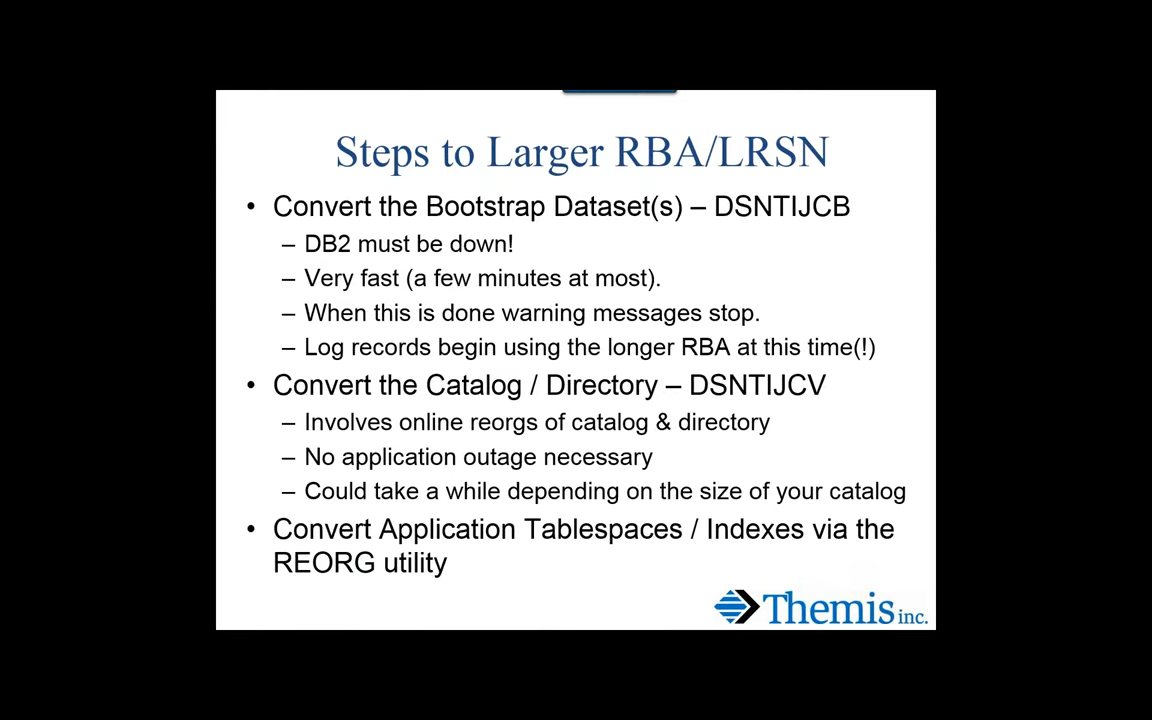 Steps to Larger RBA/LRSN
• Convert the Bootstrap Dataset(s) – DSNTIJCB
– DB2 must be down!
– Very fast (a few minutes at most).
– When this is done warning messages stop.
– Log records begin using the longer RBA at this time(!)
• Convert the Catalog / Directory – DSNTIJCV
– Involves online reorgs of catalog & directory
– No application outage necessary
– Could take a while depending on the size of your catalog
• Convert Application Tablespaces / Indexes via the
REORG utility
Themis inc.